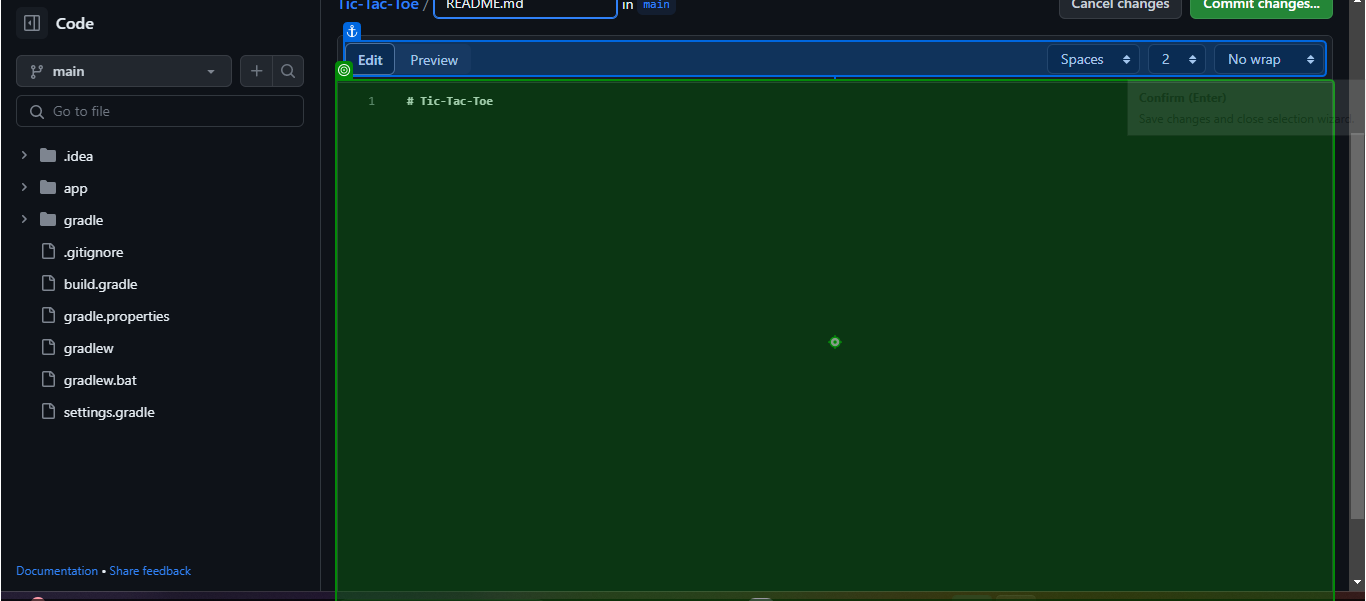 Code
main
Go to file
.idea
app
gradle
.gitignore
build.gradle
gradle.properties
gradlew
gradlew.bat
settings.gradle
Documentation • Share feedback
Tic-Tac-Toe / README.md in main
Cancel changes
Commit changes...
Edit
Preview
Spaces
2
No wrap
1 # Tic-Tac-Toe
Confirm (Enter)
Save changes and close selection wizard.